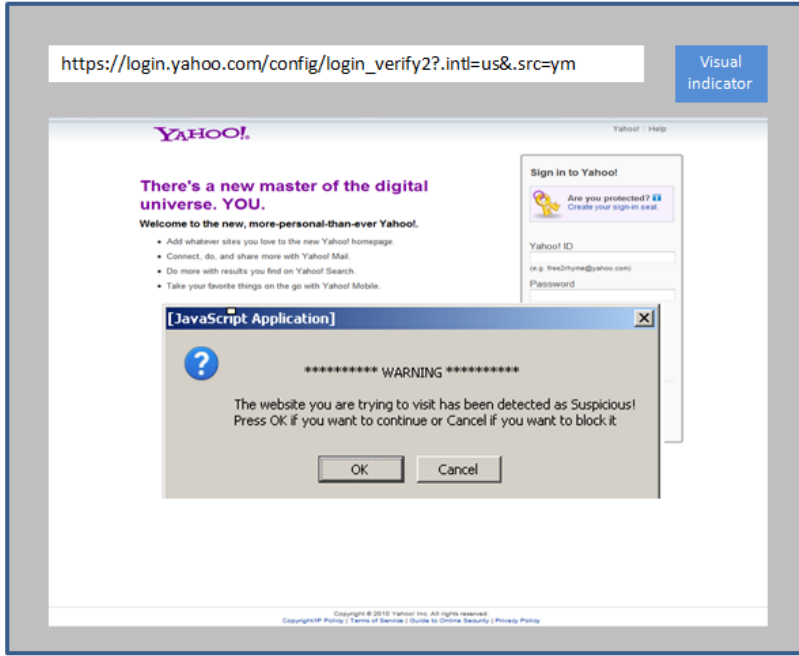 https://login.yahoo.com/config/login_verify2?.intl=us&.src=ym
Visual
indicator
YAHOO!.
Yahoo! | Help
There's a new master of the digital
universe. YOU.
Welcome to the new, more-personal-than-ever Yahoo!.
• Add whatever sites you love to the new Yahoo! homepage.
• Connect, do, and share more with Yahoo! Mail.
• Do more with results you find on Yahoo! Search.
• Take your favorite things on the go with Yahoo! Mobile.
Sign in to Yahoo!
Are you protected?
Create your sign-in seal.
Yahoo! ID
(e.g. free2rhyme@yahoo.com)
Password
[JavaScript Application]
********** WARNING **********
The website you are trying to visit has been detected as Suspicious!
Press OK if you want to continue or Cancel if you want to block it
OK Cancel
Copyright © 2010 Yahoo! Inc. All rights reserved.
Copyright/IP Policy | Terms of Service | Guide to Online Security | Privacy Policy